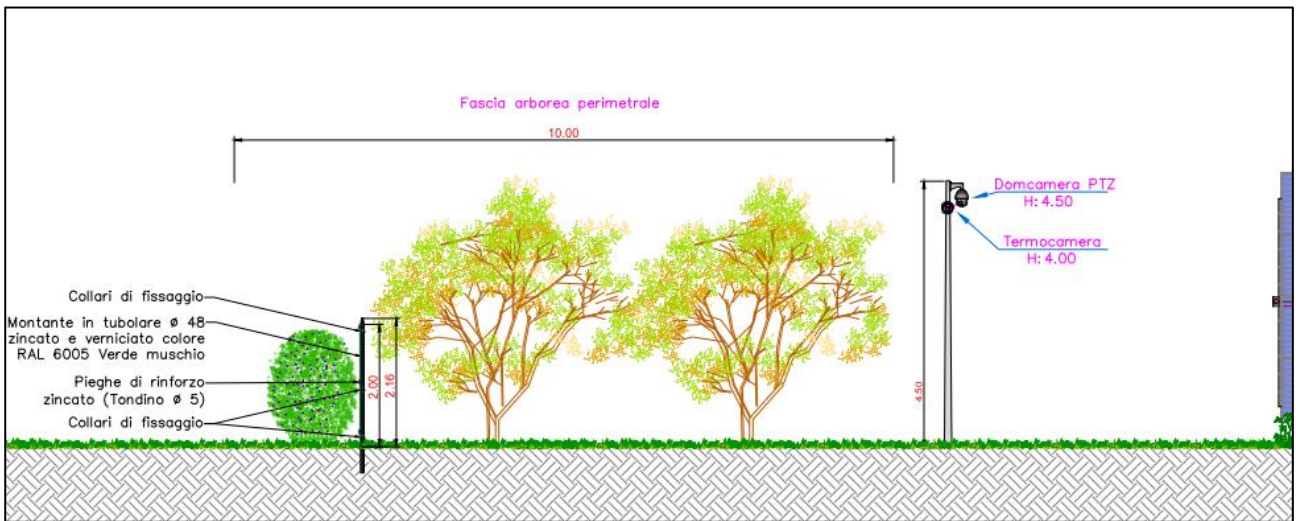 Fascia arborea perimetrale
10.00
Domcamera PTZ
H: 4.50
Termocamera
H: 4.00
Collari di fissaggio
Montante in tubolare ø 48
zincato e verniciato colore
RAL 6005 Verde muschio
Pieghe di rinforzo
zincato (Tondino ø 5)
Collari di fissaggio
2.00
2.16
4.50